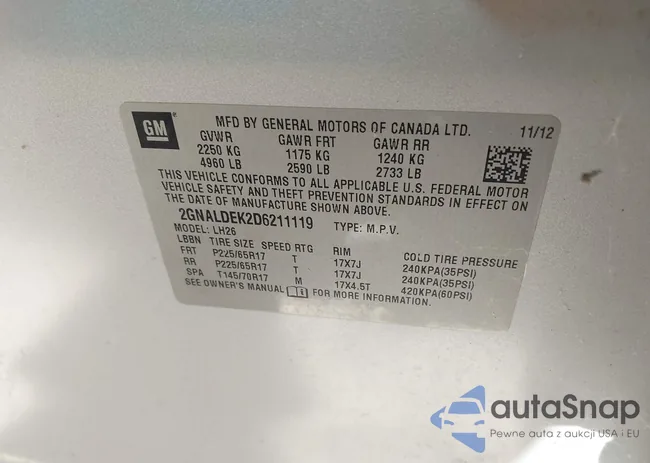 GM
MFD BY GENERAL MOTORS OF CANADA LTD. 11/12
GVWR GAWR FRT GAWR RR
2250 KG 1175 KG 1240 KG
4960 LB 2590 LB 2733 LB
THIS VEHICLE CONFORMS TO ALL APPLICABLE U.S. FEDERAL MOTOR
VEHICLE SAFETY AND THEFT PREVENTION STANDARDS IN EFFECT ON
THE DATE OF MANUFACTURE SHOWN ABOVE.
2GNALDEK2D6211119 TYPE: M.P.V.
MODEL: LH26
LBBN TIRE SIZE SPEED RTG RIM COLD TIRE PRESSURE
FRT P225/65R17 T 17X7J 240KPA(35PSI)
RR P225/65R17 T 17X7J 240KPA(35PSI)
SPA T145/70R17 M 17X4.5T 420KPA(60PSI)
SEE OWNER'S MANUAL i FOR MORE INFORMATION.
autaSnap
Pewne auta z aukcji USA i EU